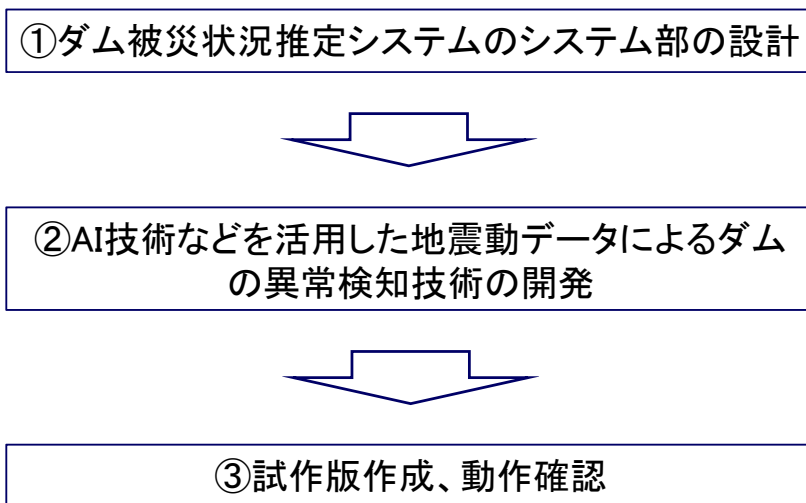 ①ダム被災状況推定システムのシステム部の設計
②AI技術などを活用した地震動データによるダム
の異常検知技術の開発
③試作版作成、動作確認